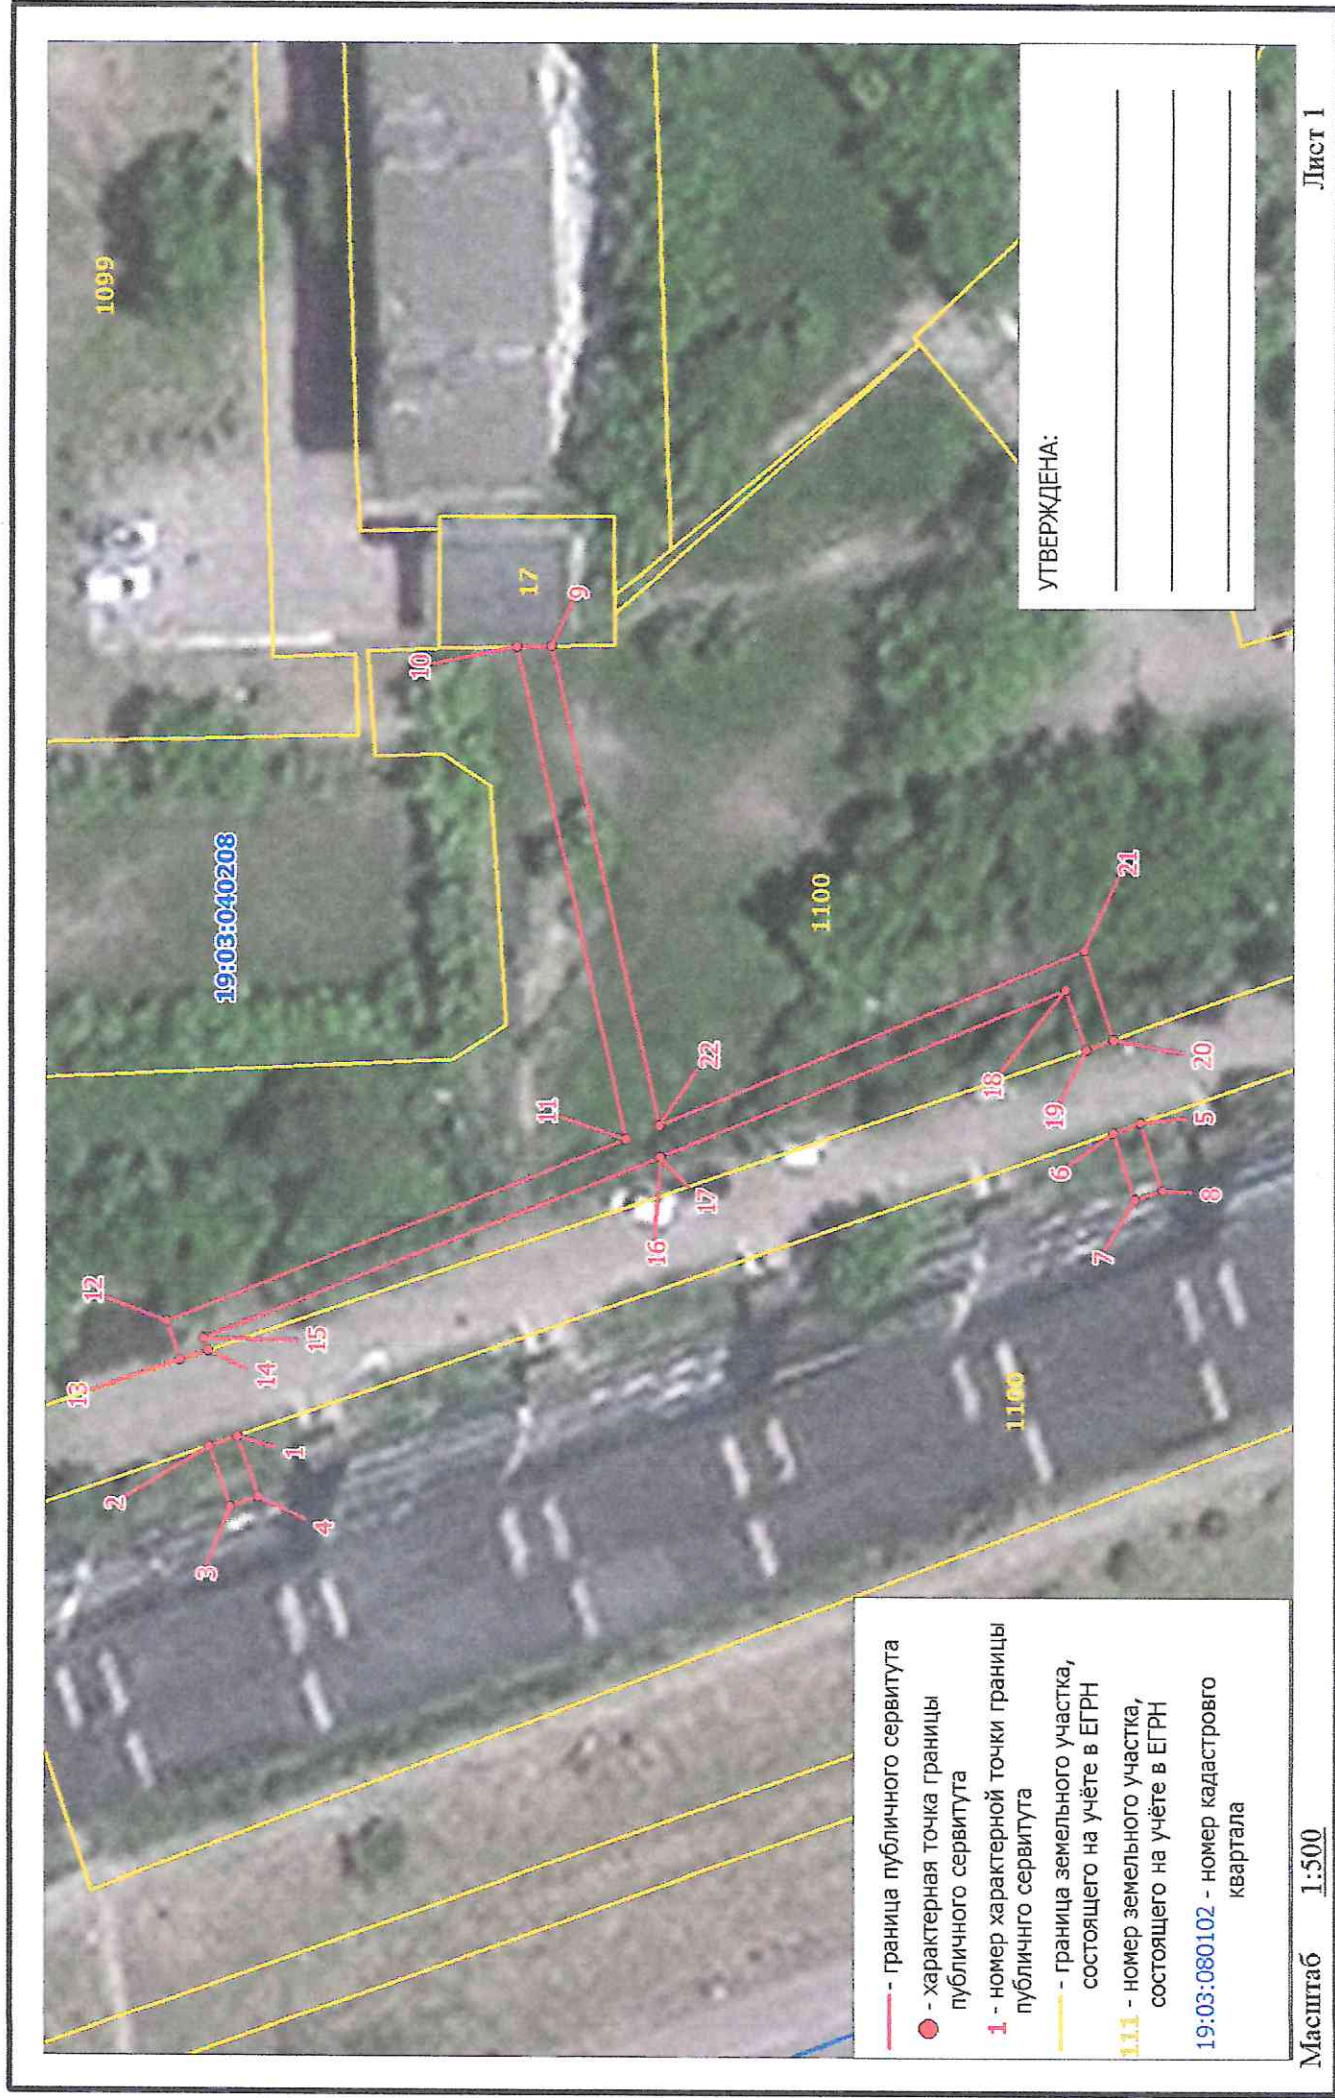 1099
19:03:040208
17
10
9
11
22
12
13
14
15
16
17
2
1
3
4
1100
21
18
19
20
6
5
7
8
1100
УТВЕРЖДЕНА:
- граница публичного сервитута
- характерная точка границы
публичного сервитута
1 - номер характерной точки границы
публичнго сервитута
- граница земельного участка,
состоящего на учёте в ЕГРН
111 - номер земельного участка,
состоящего на учёте в ЕГРН
19:03:080102 - номер кадастровго
квартала
Масштаб 1:500
Лист 1